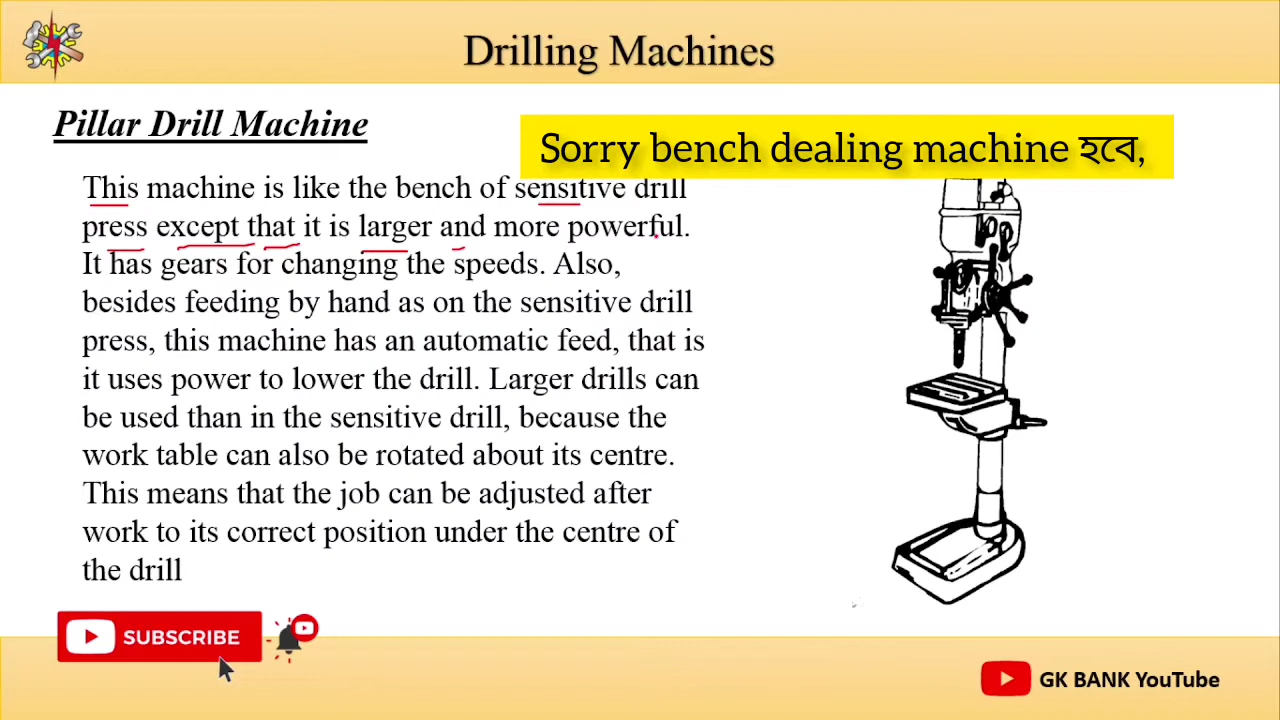 Drilling Machines
Pillar Drill Machine
Sorry bench dealing machine হবে,
This machine is like the bench of sensitive drill
press except that it is larger and more powerful.
It has gears for changing the speeds. Also,
besides feeding by hand as on the sensitive drill
press, this machine has an automatic feed, that is
it uses power to lower the drill. Larger drills can
be used than in the sensitive drill, because the
work table can also be rotated about its centre.
This means that the job can be adjusted after
work to its correct position under the centre of
the drill
SUBSCRIBE
GK BANK YouTube